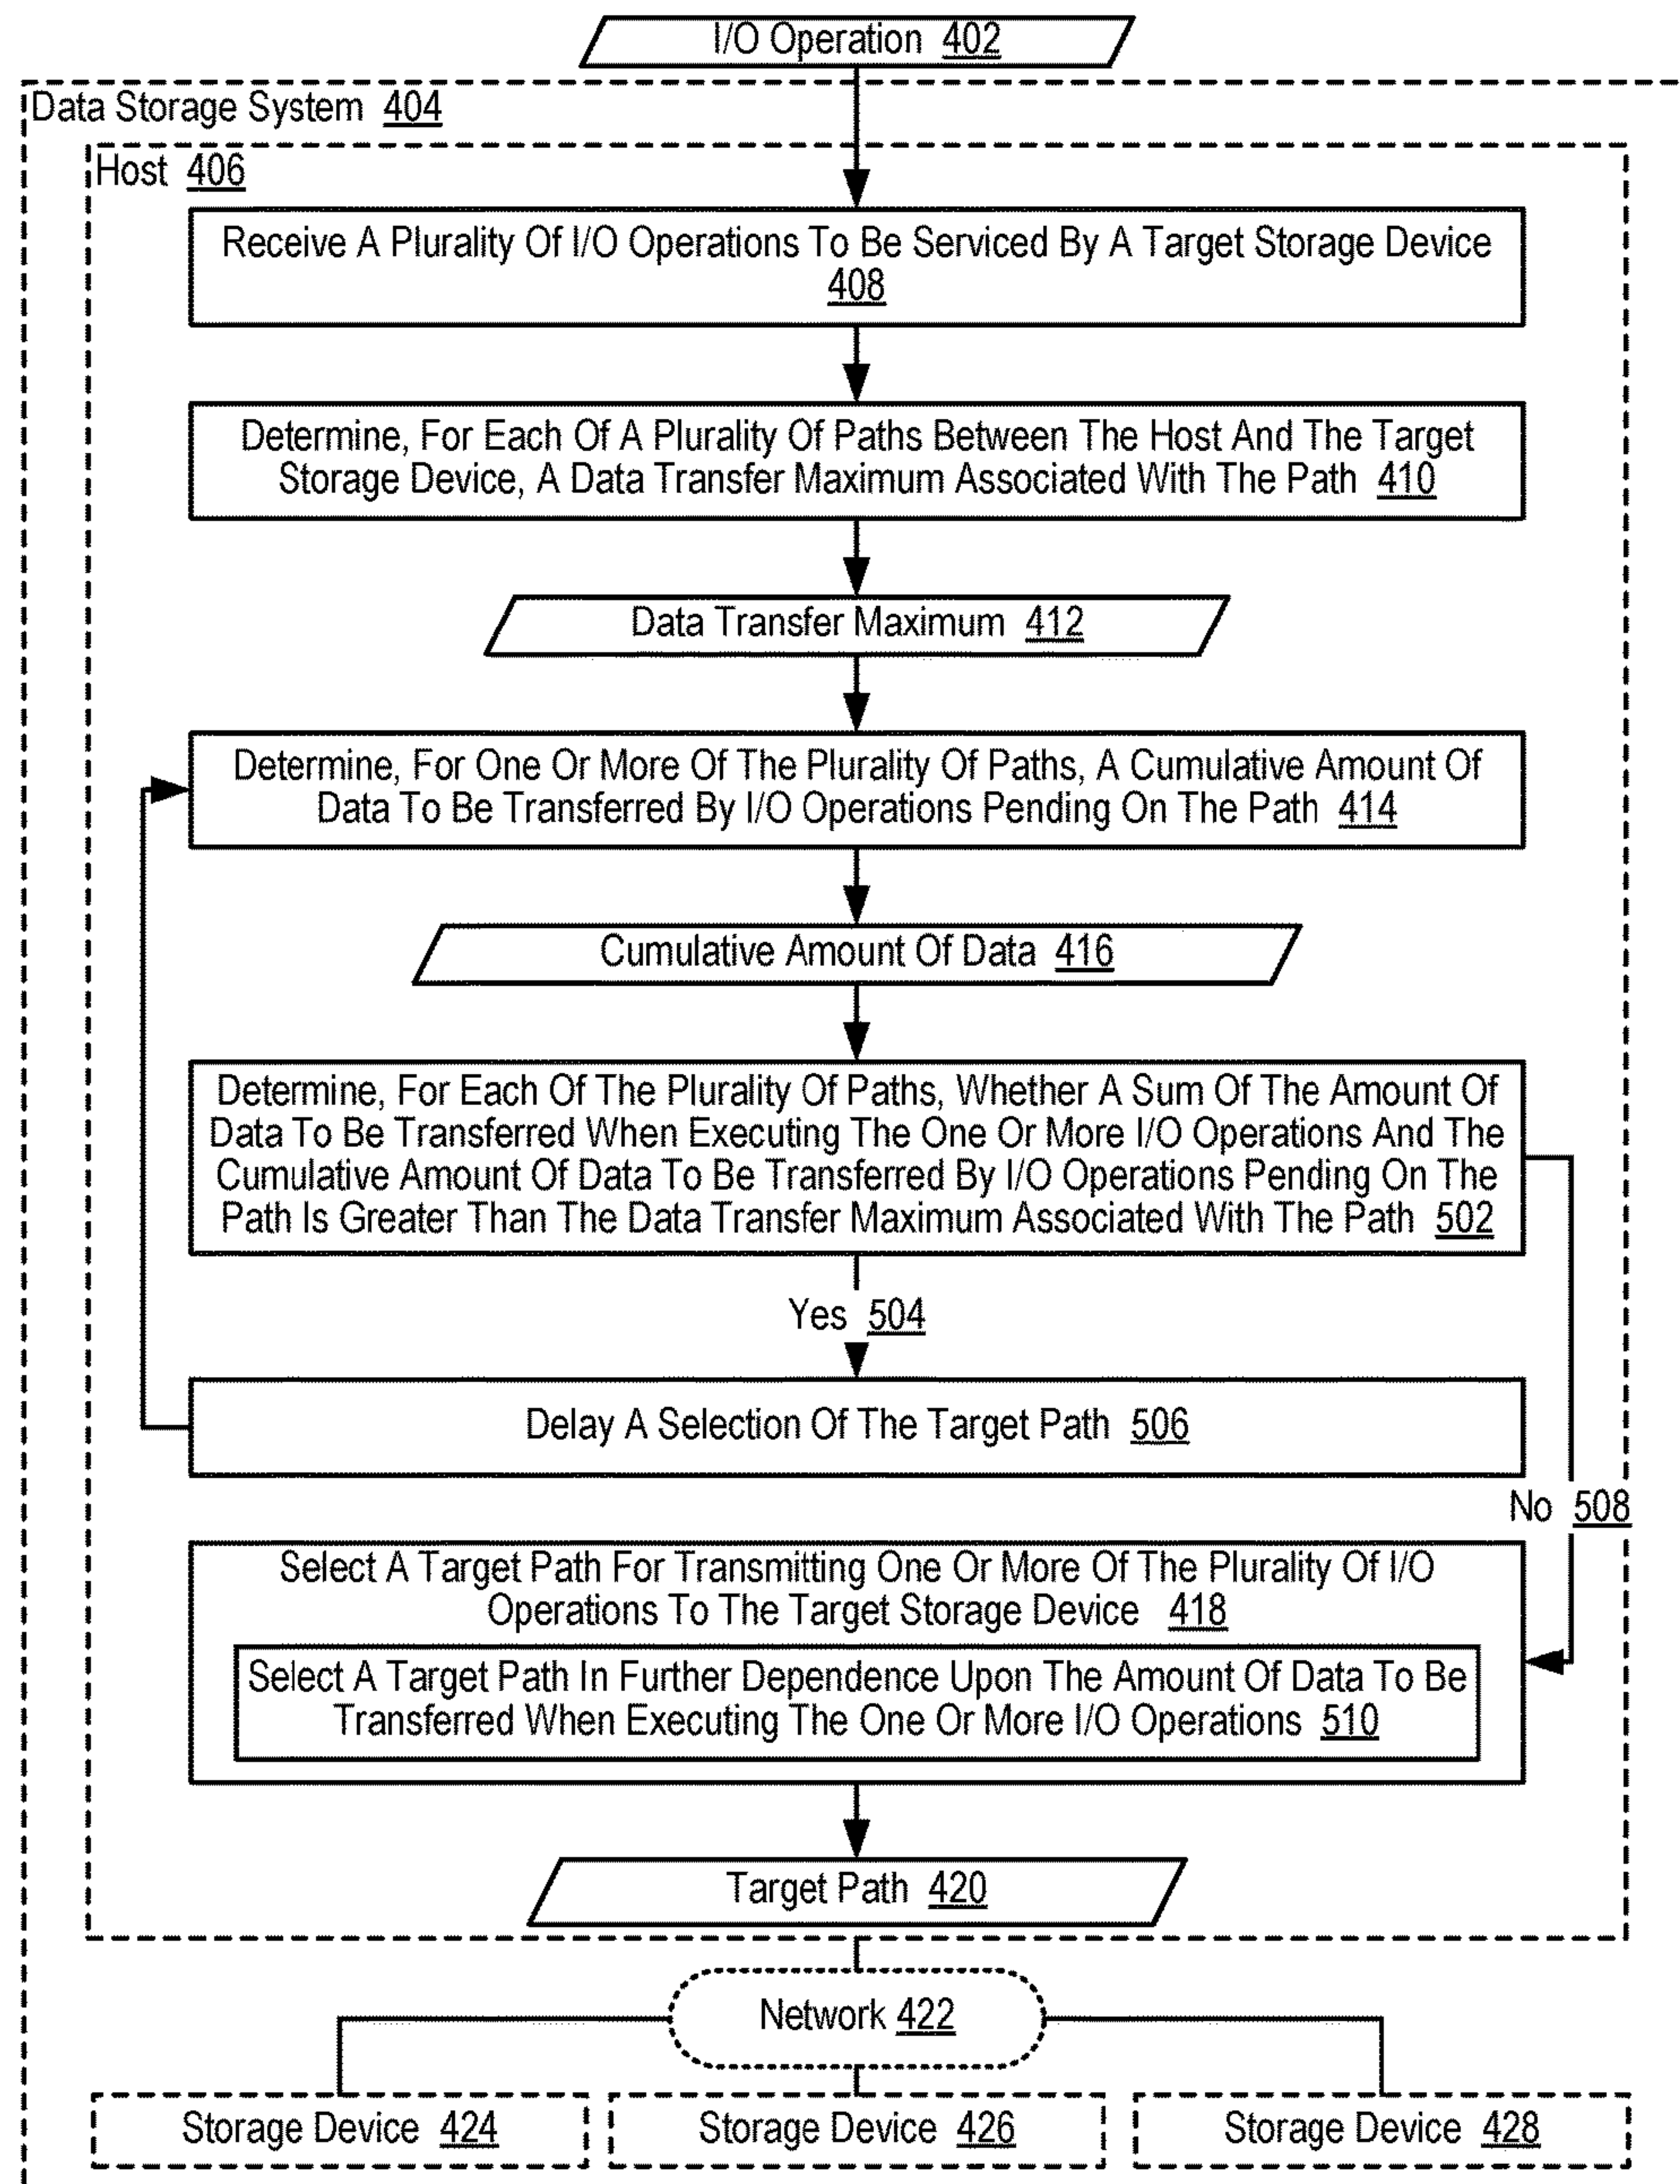 I/O Operation 402
Data Storage System 404
Host 406
Receive A Plurality Of I/O Operations To Be Serviced By A Target Storage Device
408
Determine, For Each Of A Plurality Of Paths Between The Host And The Target
Storage Device, A Data Transfer Maximum Associated With The Path 410
Data Transfer Maximum 412
Determine, For One Or More Of The Plurality Of Paths, A Cumulative Amount Of
Data To Be Transferred By I/O Operations Pending On The Path 414
Cumulative Amount Of Data 416
Determine, For Each Of The Plurality Of Paths, Whether A Sum Of The Amount Of
Data To Be Transferred When Executing The One Or More I/O Operations And The
Cumulative Amount Of Data To Be Transferred By I/O Operations Pending On The
Path Is Greater Than The Data Transfer Maximum Associated With The Path 502
Yes 504
Delay A Selection Of The Target Path 506
No 508
Select A Target Path For Transmitting One Or More Of The Plurality Of I/O
Operations To The Target Storage Device 418
Select A Target Path In Further Dependence Upon The Amount Of Data To Be
Transferred When Executing The One Or More I/O Operations 510
Target Path 420
Network 422
Storage Device 424
Storage Device 426
Storage Device 428